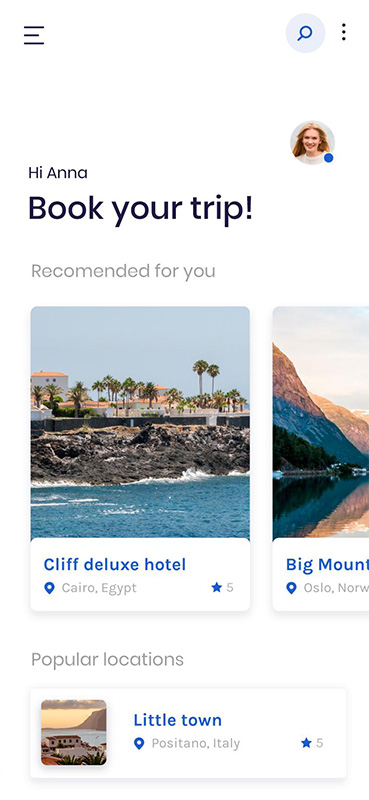 Hi Anna
Book your trip!
Recomended for you
Cliff deluxe hotel
Cairo, Egypt
5
Big Mount
Oslo, Norw
Popular locations
Little town
Positano, Italy
5